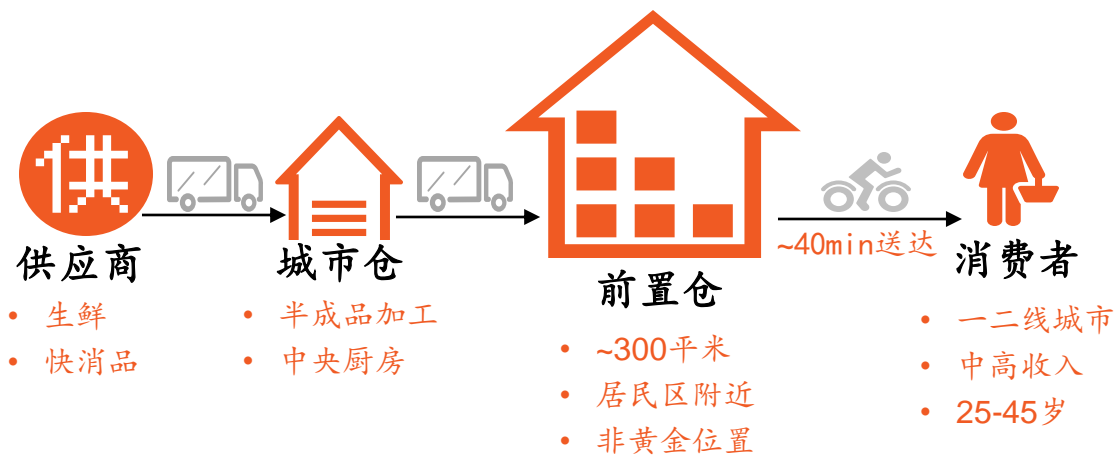 供
供应商
生鲜
快消品
城市仓
半成品加工
中央厨房
前置仓
~300平米
居民区附近
非黄金位置
~40min送达
消费者
一二线城市
中高收入
25-45岁